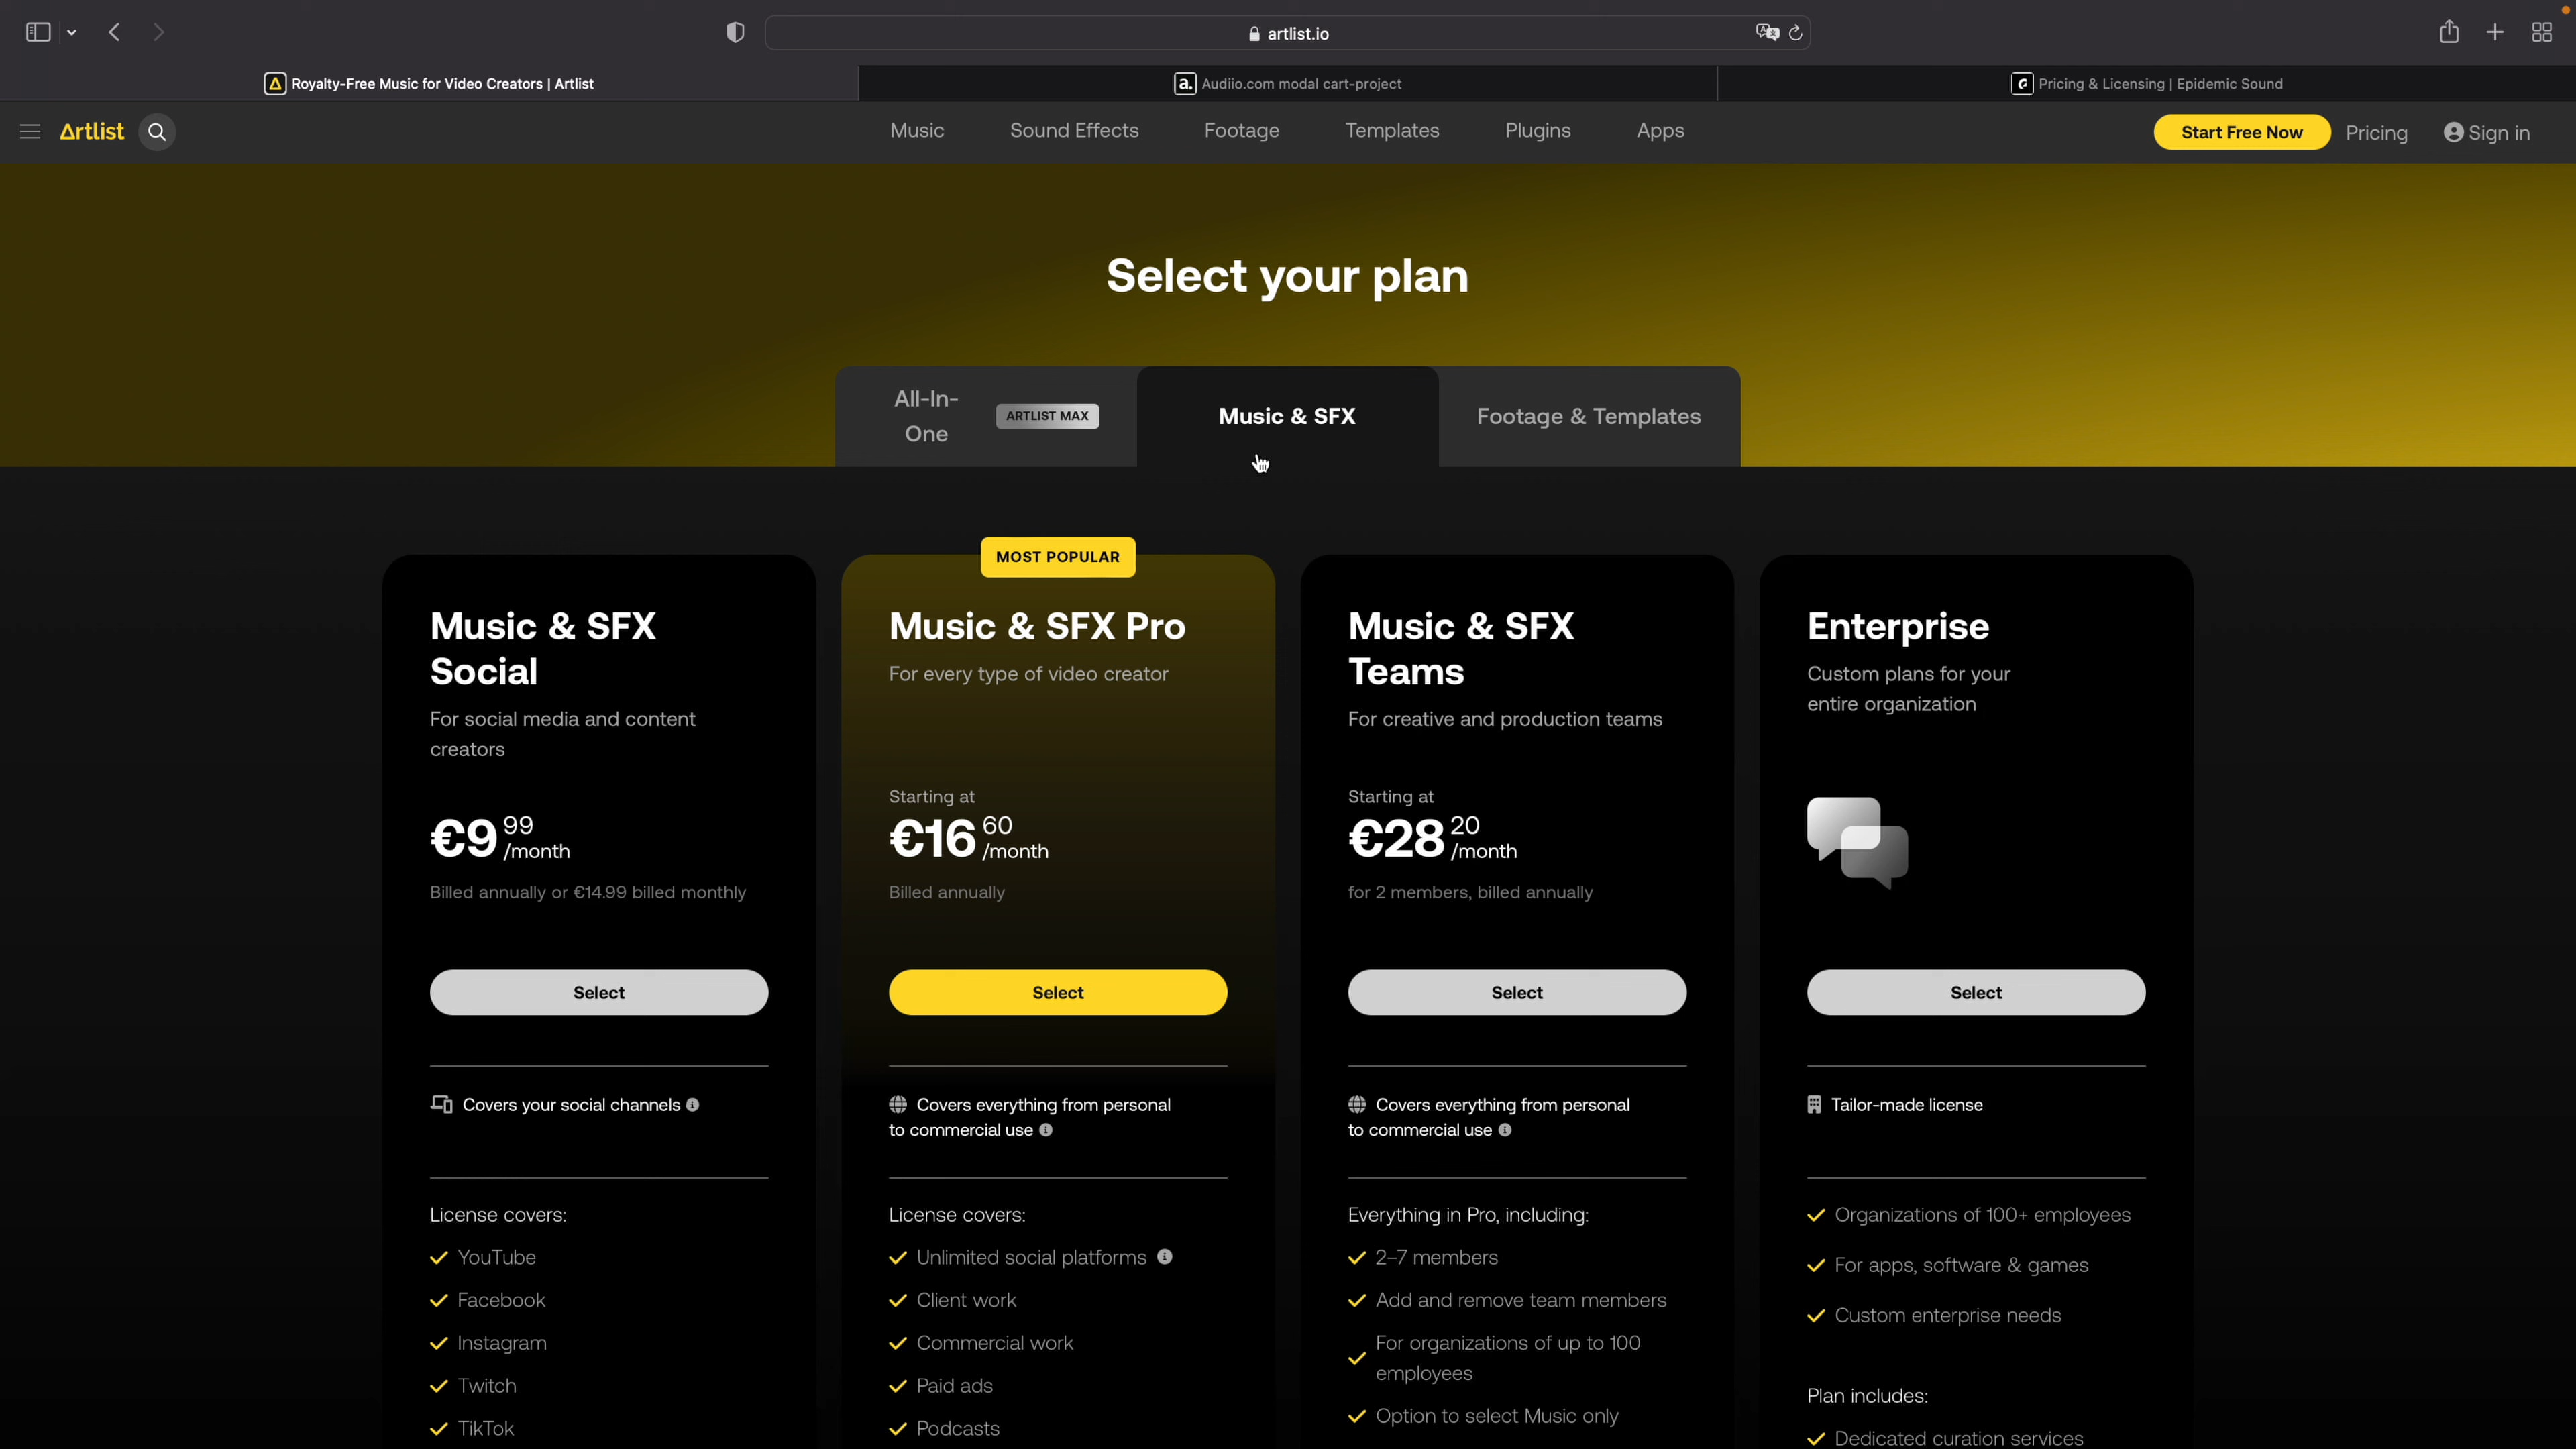 artlist.io
Royalty-Free Music for Video Creators | Artlist
Audiio.com modal cart-project
Pricing & Licensing | Epidemic Sound
Artlist
Music
Sound Effects
Footage
Templates
Plugins
Apps
Start Free Now
Pricing
Sign in
Select your plan
All-In-
One
ARTLIST MAX
Music & SFX
Footage & Templates
Music & SFX
Social
For social media and content
creators
€9 99
/month
Billed annually or €14.99 billed monthly
Select
Covers your social channels
License covers:
YouTube
Facebook
Instagram
Twitch
TikTok
MOST POPULAR
Music & SFX Pro
For every type of video creator
Starting at
€16 60
/month
Billed annually
Select
Covers everything from personal
to commercial use
License covers:
Unlimited social platforms
Client work
Commercial work
Paid ads
Podcasts
Music & SFX
Teams
For creative and production teams
Starting at
€28 20
/month
for 2 members, billed annually
Select
Covers everything from personal
to commercial use
Everything in Pro, including:
2–7 members
Add and remove team members
For organizations of up to 100
employees
Option to select Music only
Enterprise
Custom plans for your
entire organization
Select
Tailor-made license
Organizations of 100+ employees
For apps, software & games
Custom enterprise needs
Plan includes:
Dedicated curation services